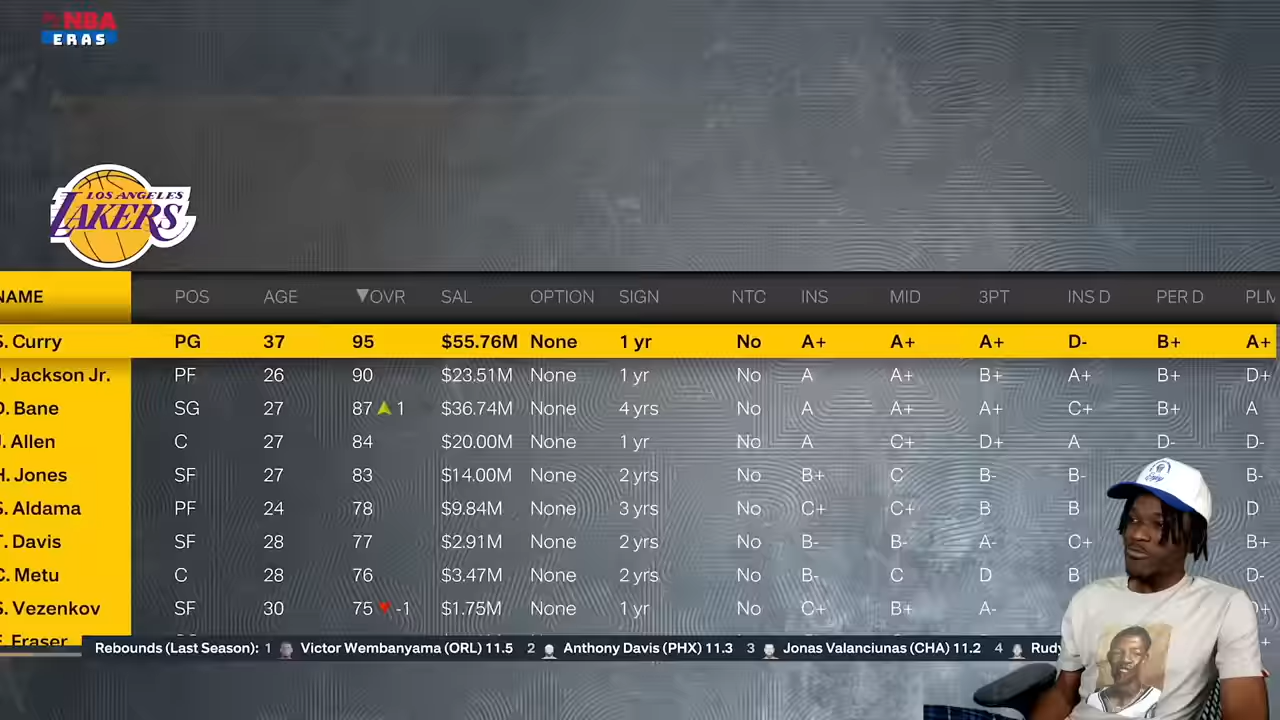 NBA
ERAS
LOS ANGELES
LAKERS
NAME POS AGE ▼OVR SAL OPTION SIGN NTC INS MID 3PT INS D PER D PLM
S. Curry PG 37 95 $55.76M None 1 yr No A+ A+ A+ D- B+ A+
J. Jackson Jr. PF 26 90 $23.51M None 1 yr No A A+ B+ A+ B+ D+
D. Bane SG 27 87 1 $36.74M None 4 yrs No A A+ A+ C+ B+ A
J. Allen C 27 84 $20.00M None 1 yr No A C+ D+ A D- D-
H. Jones SF 27 83 $14.00M None 2 yrs No B+ C B- B- B-
S. Aldama PF 24 78 $9.84M None 3 yrs No C+ C+ B B D
T. Davis SF 28 77 $2.91M None 2 yrs No B- B- A- C+ B+
C. Metu C 28 76 $3.47M None 2 yrs No B- C D B D-
S. Vezenkov SF 30 75 -1 $1.75M None 1 yr No C+ B+ A- D+
F. Fraser
Rebounds (Last Season): 1 Victor Wembanyama (ORL) 11.5 2 Anthony Davis (PHX) 11.3 3 Jonas Valanciunas (CHA) 11.2 4 Rudy